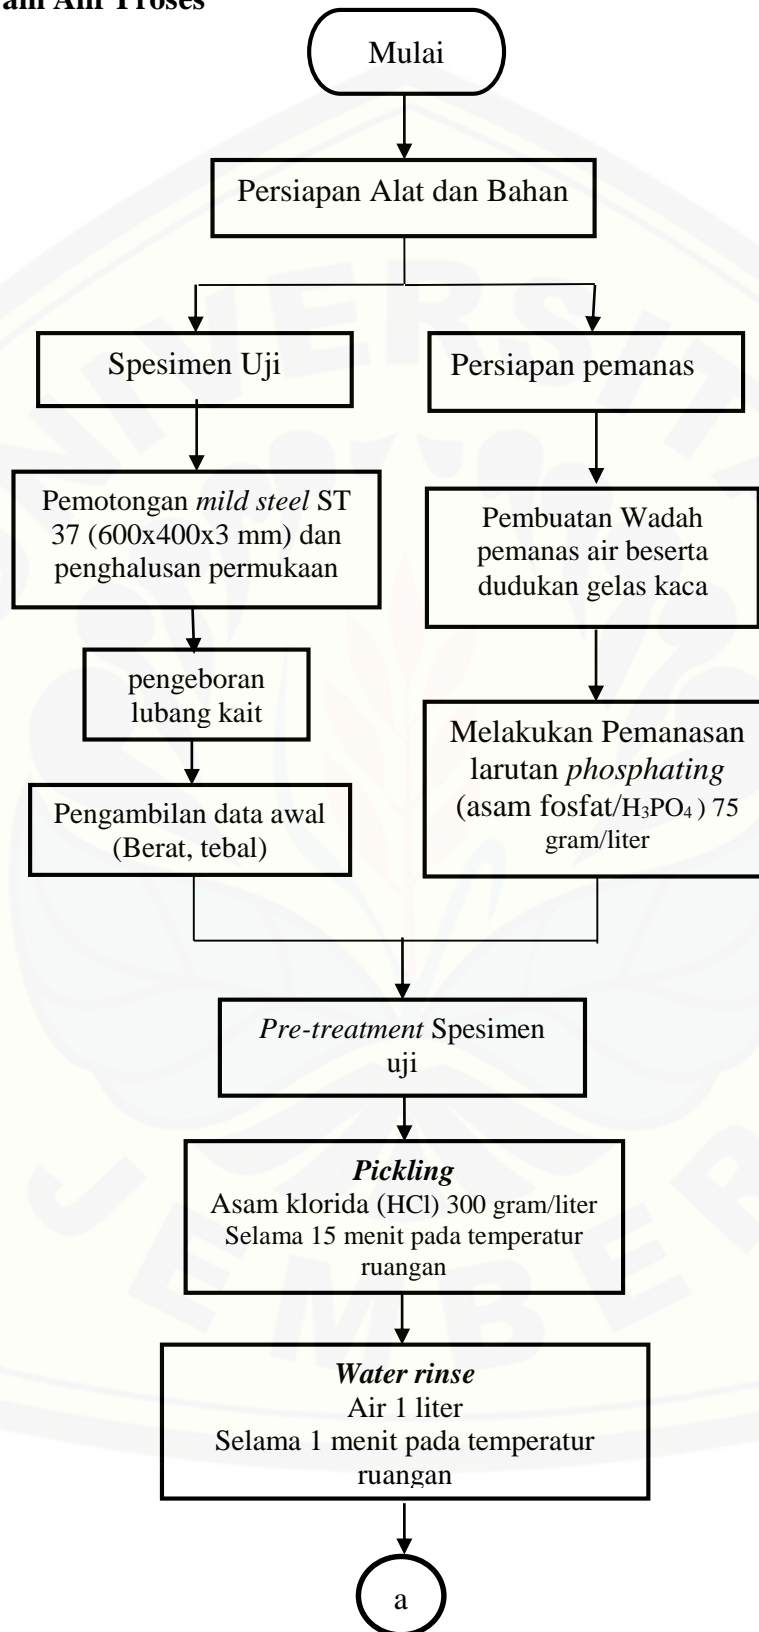 Mulai
Persiapan Alat dan Bahan
Spesimen Uji
Persiapan pemanas
Pemotongan mild steel ST
37 (600x400x3 mm) dan
penghalusan permukaan
Pembuatan Wadah
pemanas air beserta
dudukan gelas kaca
pengeboran
lubang kait
Melakukan Pemanasan
larutan phosphating
(asam fosfat/H₃PO₄ ) 75
gram/liter
Pengambilan data awal
(Berat, tebal)
Pre-treatment Spesimen
uji
Pickling
Asam klorida (HCl) 300 gram/liter
Selama 15 menit pada temperatur
ruangan
Water rinse
Air 1 liter
Selama 1 menit pada temperatur
ruangan
a
UNIVERSITA
JEMBER